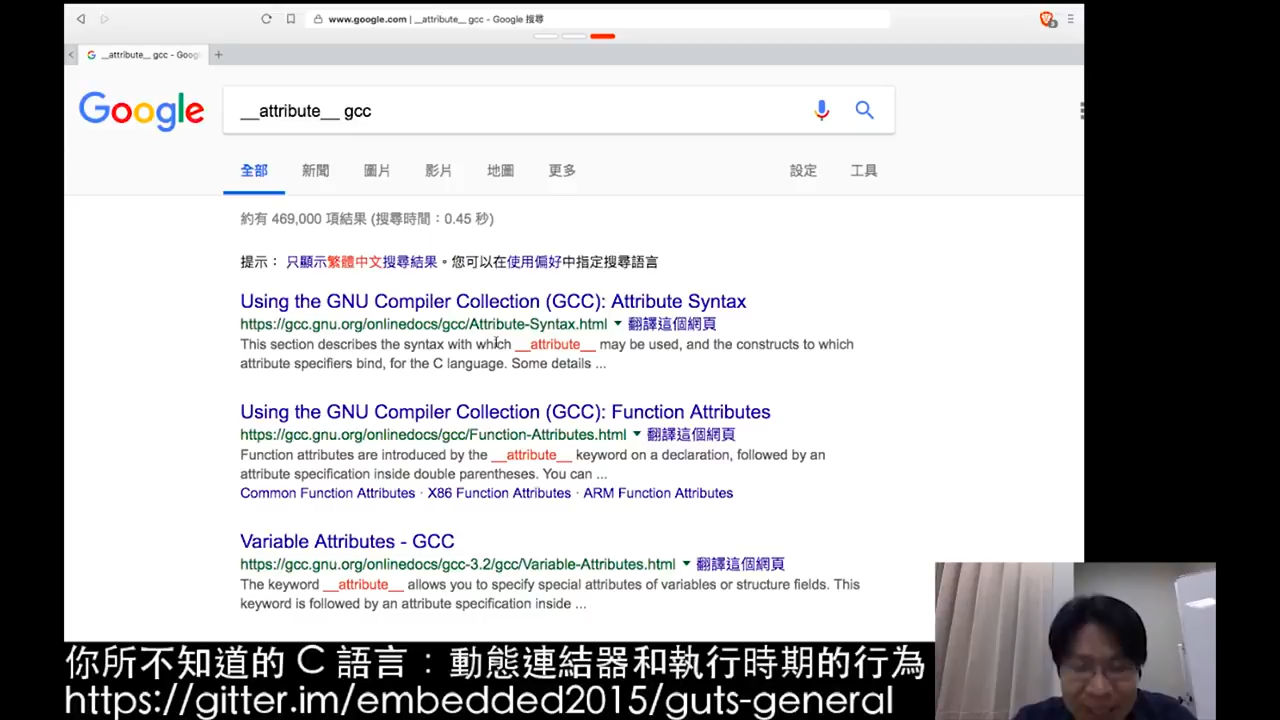 www.google.com | __attribute__ gcc - Google 搜尋
__attribute__ gcc - Goog
Google
__attribute__ gcc
全部 新聞 圖片 影片 地圖 更多 設定 工具
約有 469,000 項結果 (搜尋時間：0.45 秒)
提示： 只顯示繁體中文搜尋結果。您可以在使用偏好中指定搜尋語言
Using the GNU Compiler Collection (GCC): Attribute Syntax
https://gcc.gnu.org/onlinedocs/gcc/Attribute-Syntax.html 翻譯這個網頁
This section describes the syntax with which __attribute__ may be used, and the constructs to which
attribute specifiers bind, for the C language. Some details ...
Using the GNU Compiler Collection (GCC): Function Attributes
https://gcc.gnu.org/onlinedocs/gcc/Function-Attributes.html 翻譯這個網頁
Function attributes are introduced by the __attribute__ keyword on a declaration, followed by an
attribute specification inside double parentheses. You can ...
Common Function Attributes · X86 Function Attributes · ARM Function Attributes
Variable Attributes - GCC
https://gcc.gnu.org/onlinedocs/gcc-3.2/gcc/Variable-Attributes.html 翻譯這個網頁
The keyword __attribute__ allows you to specify special attributes of variables or structure fields. This
keyword is followed by an attribute specification inside ...
你所不知道的 C 語言：動態連結器和執行時期的行為
https://gitter.im/embedded2015/guts-general